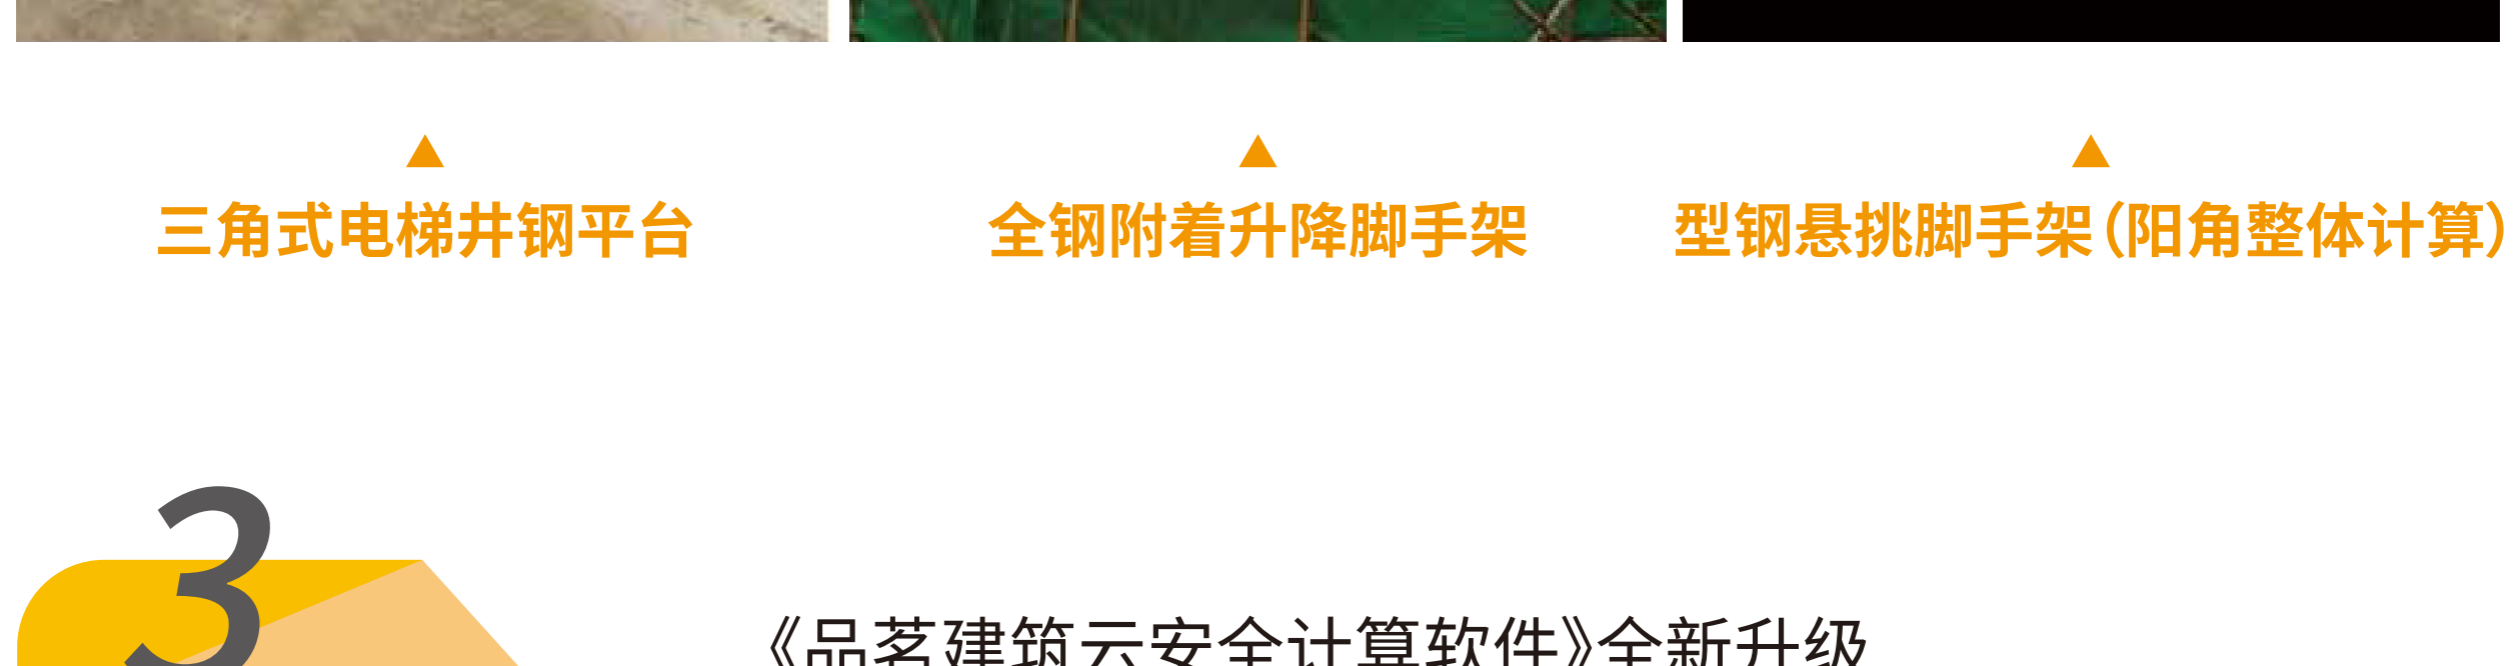 三角式电梯井钢平台
全钢附着升降脚手架
型钢悬挑脚手架(阳角整体计算)
3
《品茗建筑云安全计算软件》全新升级